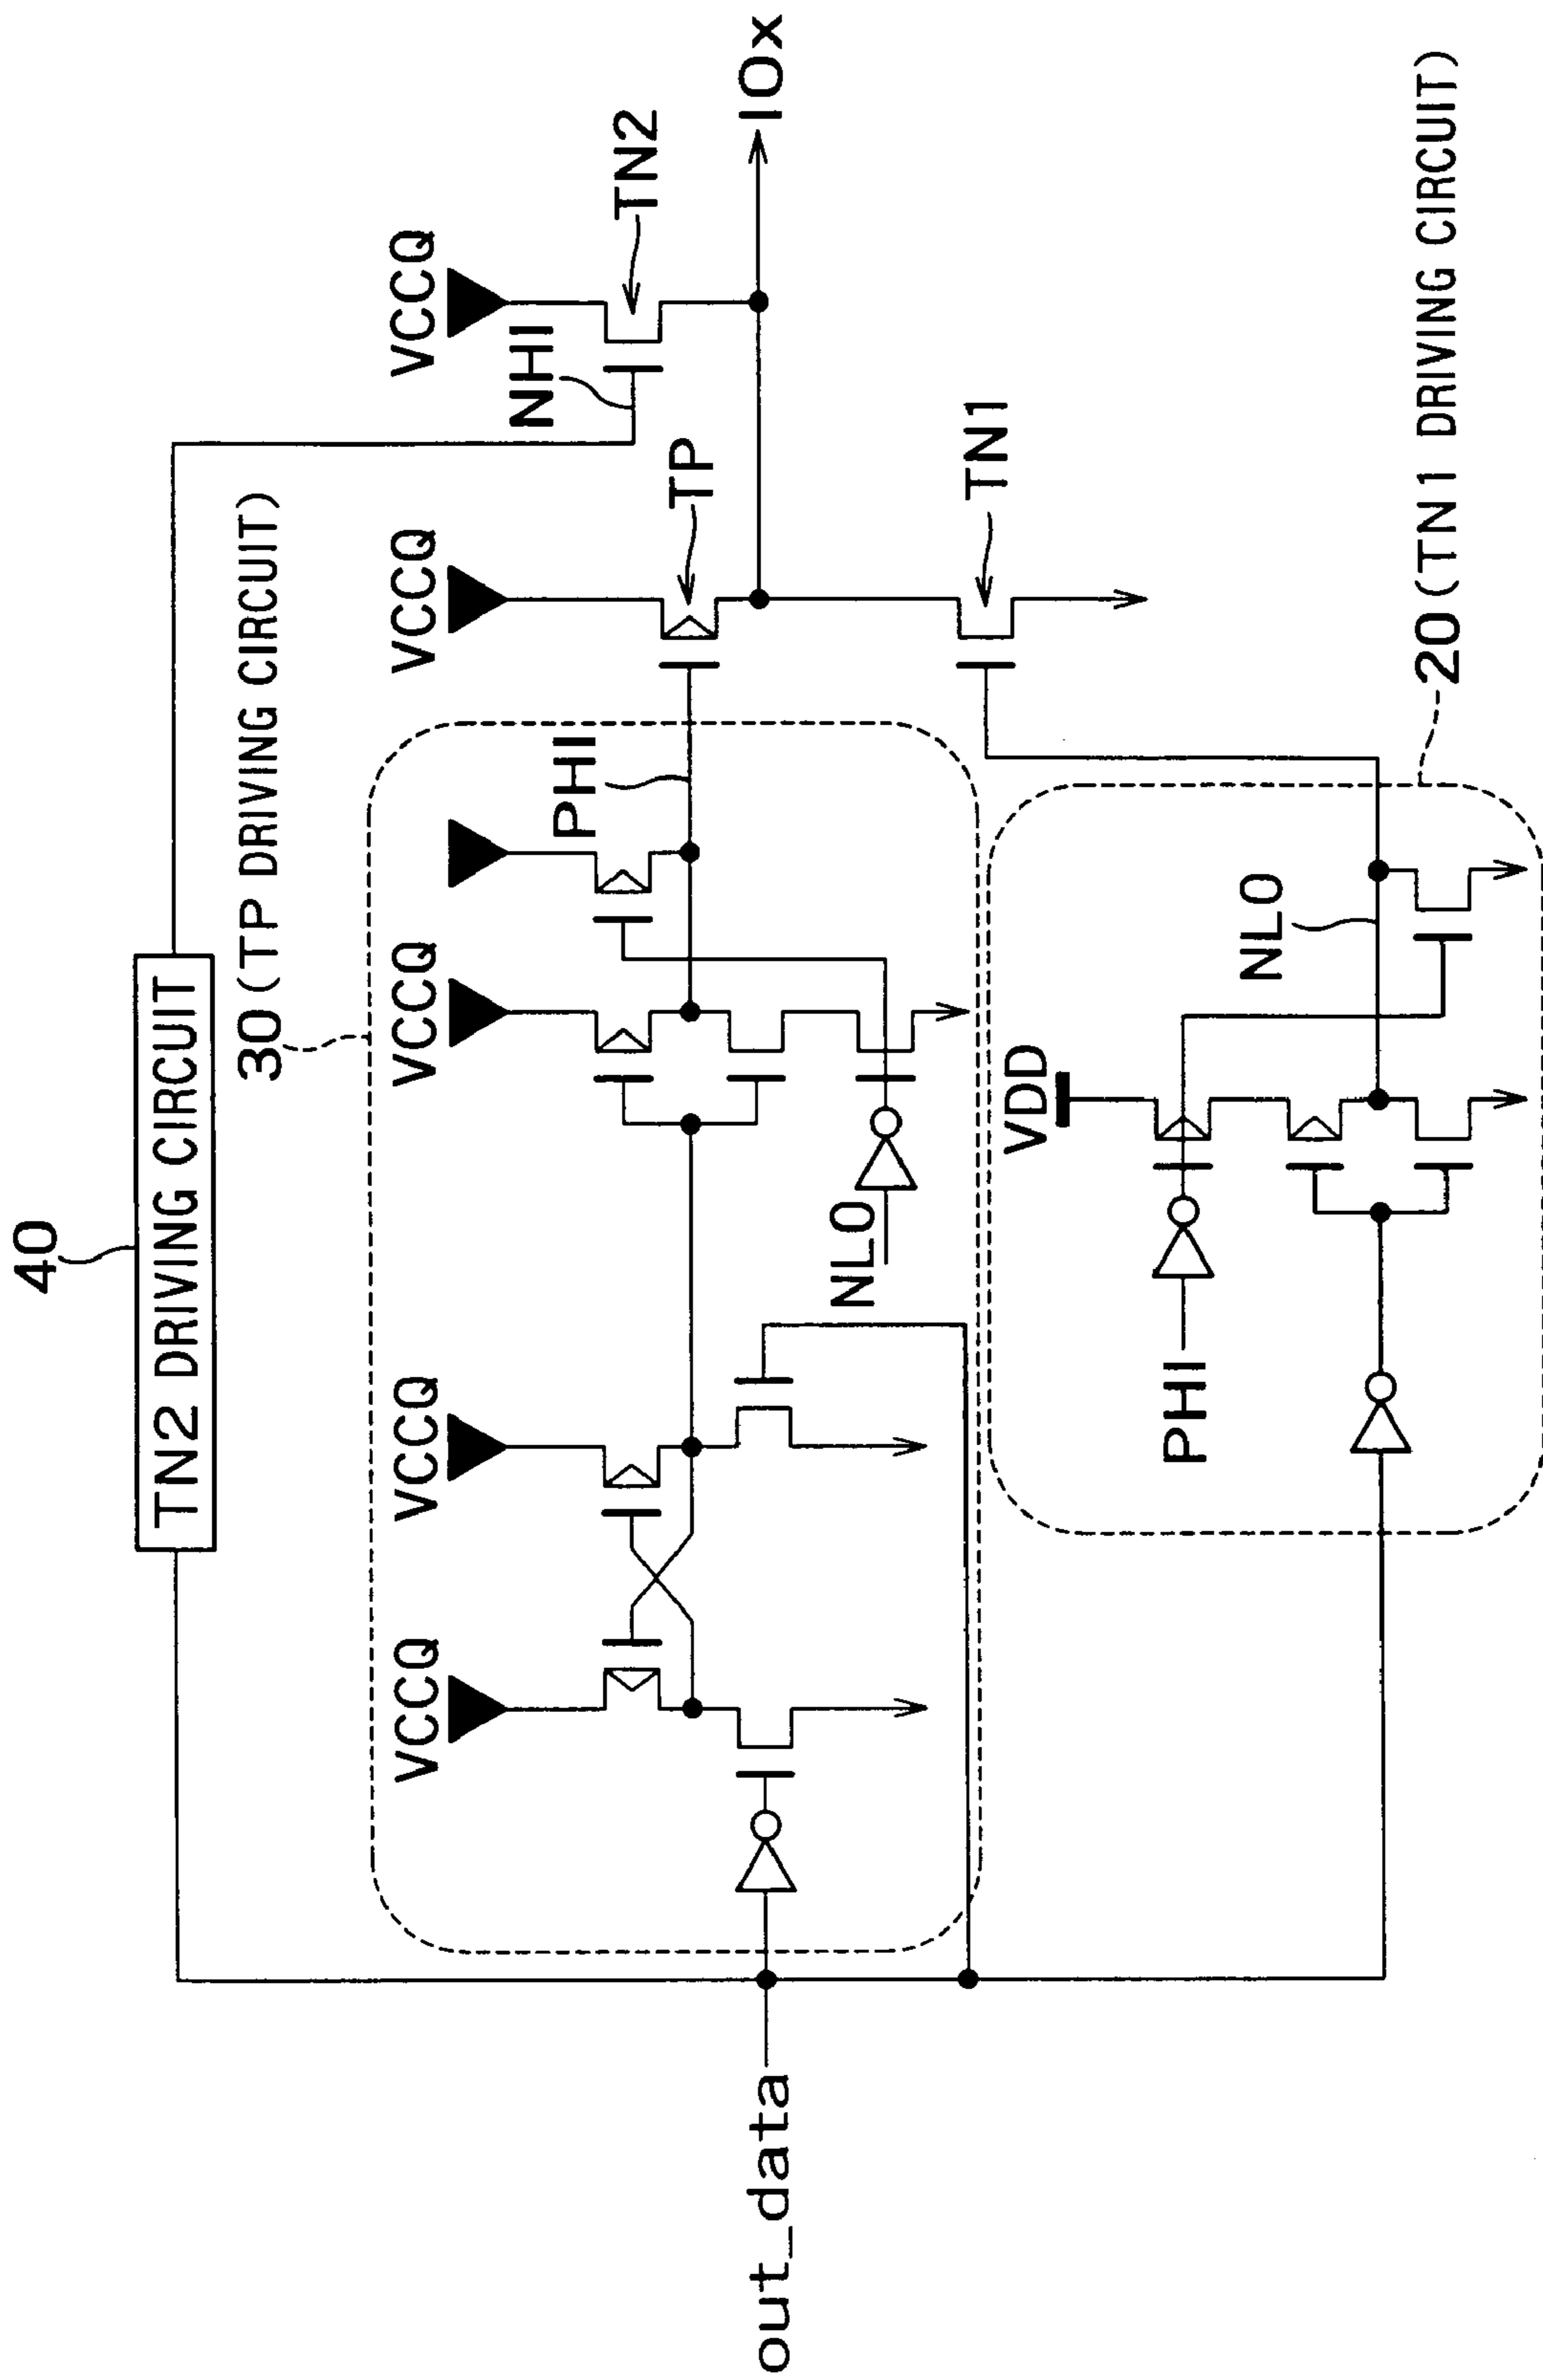 40
TN2 DRIVING CIRCUIT
30 (TP DRIVING CIRCUIT)
VCCQ
VCCQ
VCCQ
VCCQ
VCCQ
NHI
TN2
PHI
TP
out_data
IOx
NLO
TN1
VDD
PHI
NLO
20 (TN1 DRIVING CIRCUIT)